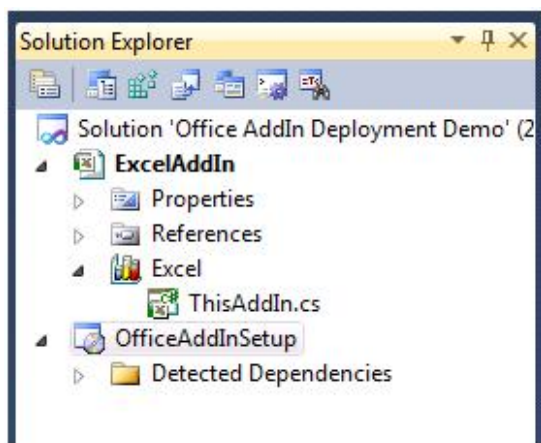 Solution Explorer
Solution 'Office AddIn Deployment Demo' (2
ExcelAddIn
Properties
References
Excel
ThisAddIn.cs
OfficeAddInSetup
Detected Dependencies